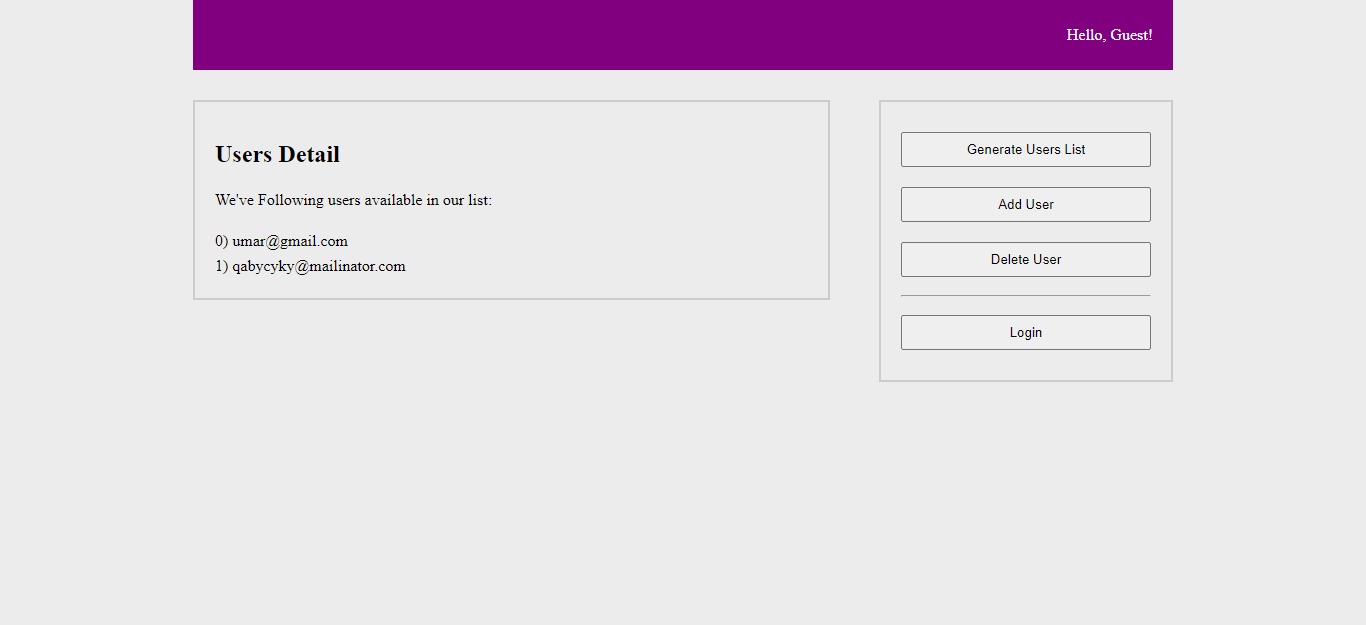 Hello, Guest!
Users Detail
We've Following users available in our list:
0) umar@gmail.com
1) qabycyky@mailinator.com
Generate Users List
Add User
Delete User
Login